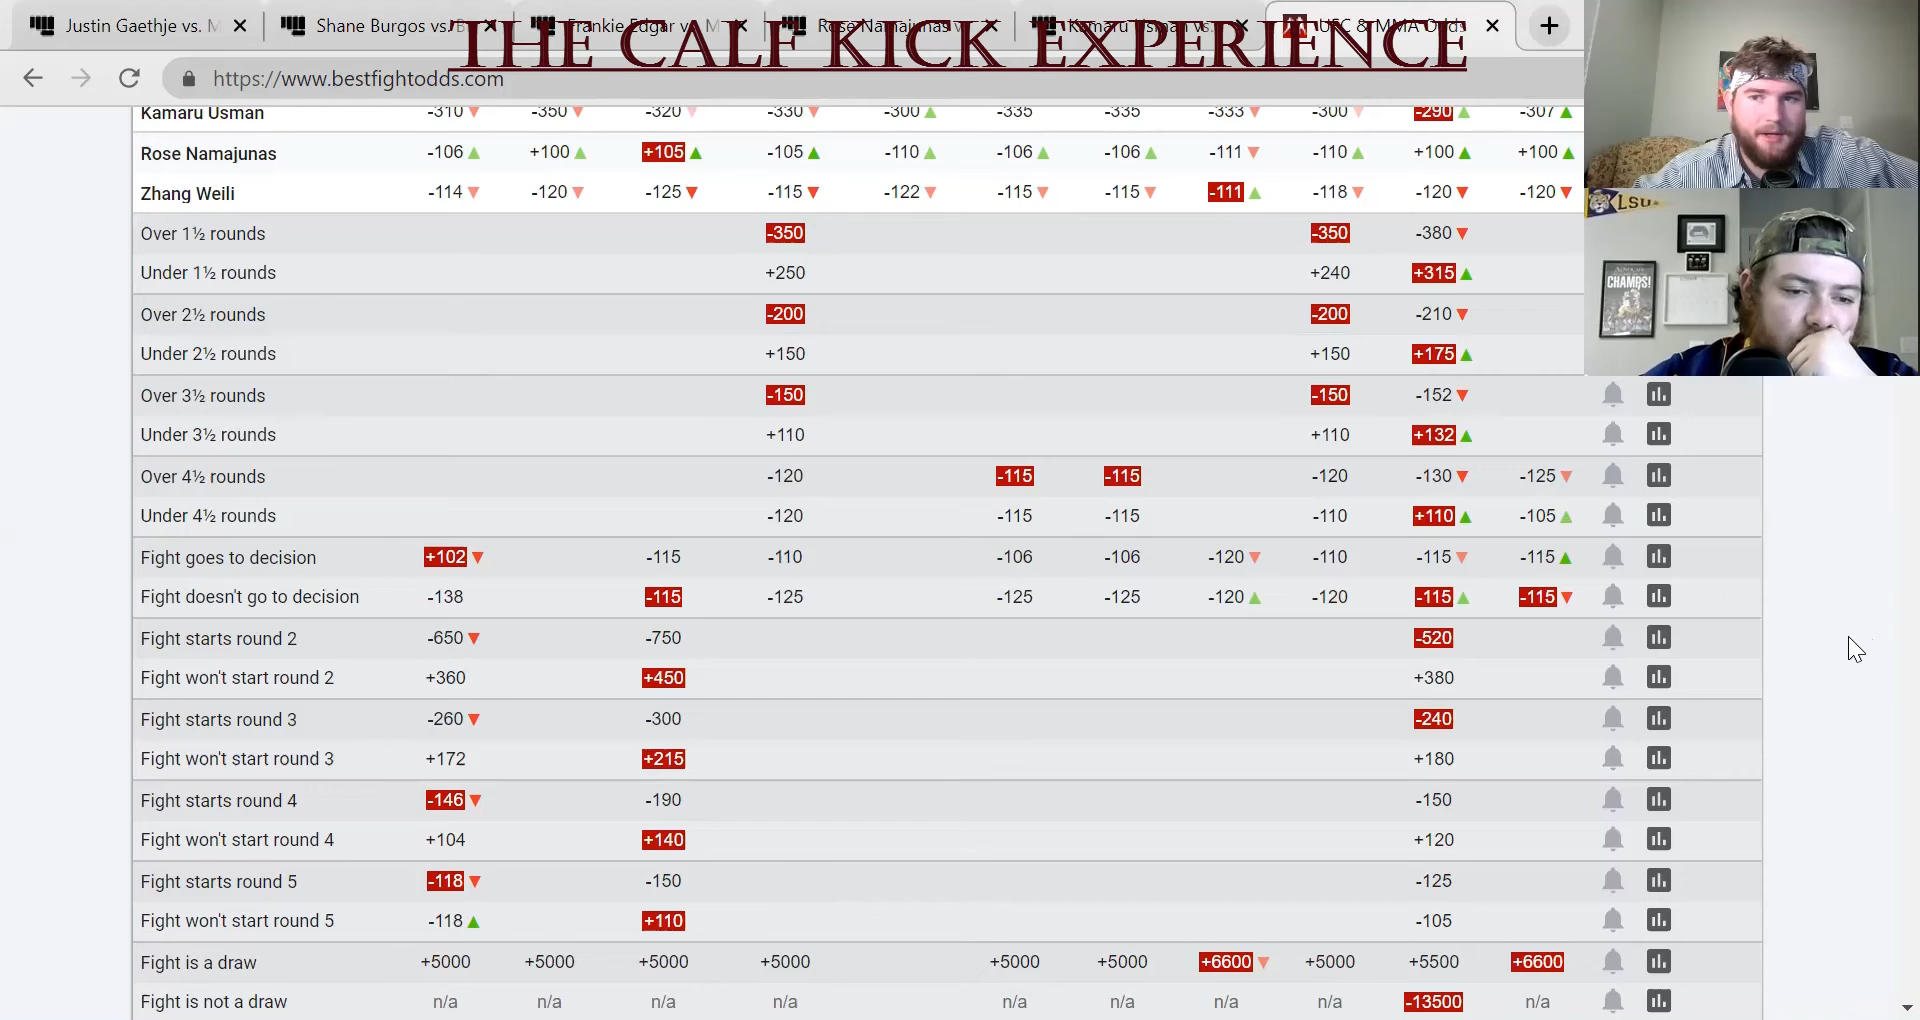 Justin Gaethje vs. M
Shane Burgos vs. B
Frankie Edgar v M
Rose Namajunas v
Kamaru Usman vs.
UFC & MMA Odds
THE CALF KICK EXPERIENCE
https://www.bestfightodds.com
Kamaru Usman -310 -350 -320 -330 -300 -335 -335 -333 -300 -290 -307
Rose Namajunas -106 +100 +105 -105 -110 -106 -106 -111 -110 +100 +100
Zhang Weili -114 -120 -125 -115 -122 -115 -115 -111 -118 -120 -120
LSU
Over 1½ rounds -350 -350 -380
Under 1½ rounds +250 +240 +315
CHAMPS!
Over 2½ rounds -200 -200 -210
Under 2½ rounds +150 +150 +175
Over 3½ rounds -150 -150 -152
Under 3½ rounds +110 +110 +132
Over 4½ rounds -120 -115 -115 -120 -130 -125
Under 4½ rounds -120 -115 -115 -110 +110 -105
Fight goes to decision +102 -115 -110 -106 -106 -120 -110 -115 -115
Fight doesn't go to decision -138 -115 -125 -125 -125 -120 -120 -115 -115
Fight starts round 2 -650 -750 -520
Fight won't start round 2 +360 +450 +380
Fight starts round 3 -260 -300 -240
Fight won't start round 3 +172 +215 +180
Fight starts round 4 -146 -190 -150
Fight won't start round 4 +104 +140 +120
Fight starts round 5 -118 -150 -125
Fight won't start round 5 -118 +110 -105
Fight is a draw +5000 +5000 +5000 +5000 +5000 +5000 +6600 +5000 +5500 +6600
Fight is not a draw n/a n/a n/a n/a n/a n/a n/a n/a -13500 n/a